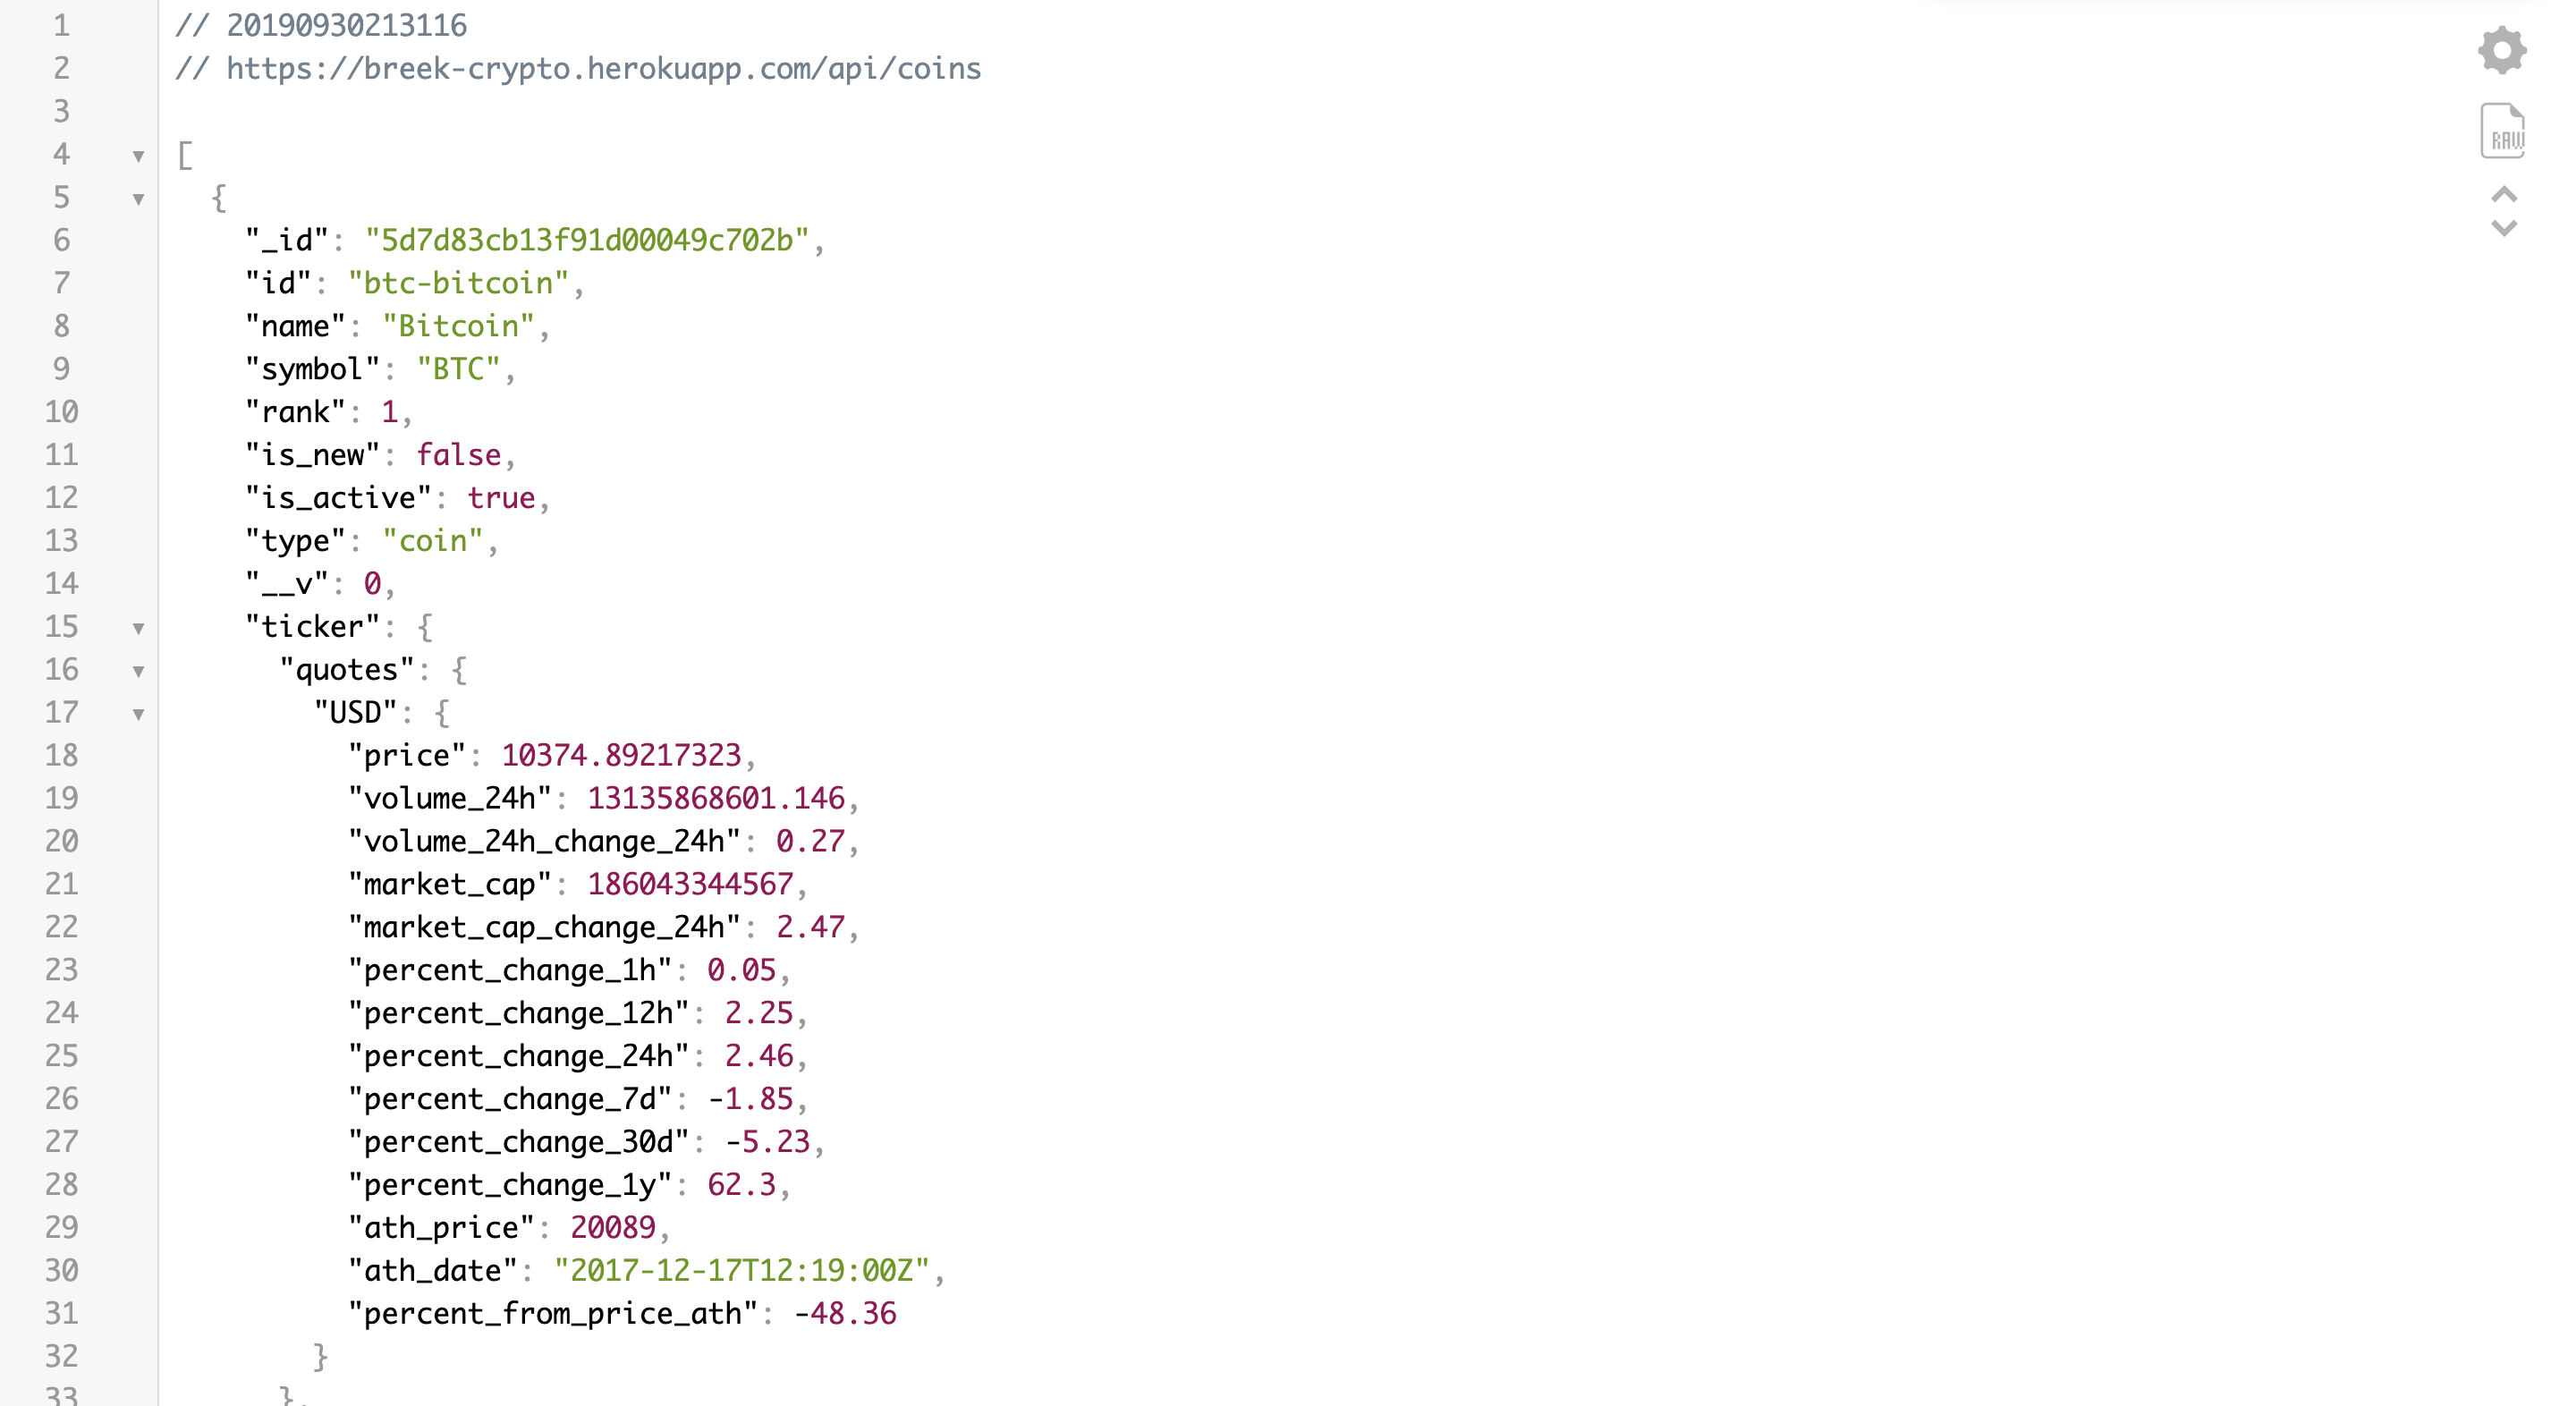 1 // 20190930213116
2 // https://breek-crypto.herokuapp.com/api/coins
3
4 ▼ [
5 ▼ {
6 "_id": "5d7d83cb13f91d00049c702b",
7 "id": "btc-bitcoin",
8 "name": "Bitcoin",
9 "symbol": "BTC",
10 "rank": 1,
11 "is_new": false,
12 "is_active": true,
13 "type": "coin",
14 "__v": 0,
15 ▼ "ticker": {
16 ▼ "quotes": {
17 ▼ "USD": {
18 "price": 10374.89217323,
19 "volume_24h": 13135868601.146,
20 "volume_24h_change_24h": 0.27,
21 "market_cap": 186043344567,
22 "market_cap_change_24h": 2.47,
23 "percent_change_1h": 0.05,
24 "percent_change_12h": 2.25,
25 "percent_change_24h": 2.46,
26 "percent_change_7d": -1.85,
27 "percent_change_30d": -5.23,
28 "percent_change_1y": 62.3,
29 "ath_price": 20089,
30 "ath_date": "2017-12-17T12:19:00Z",
31 "percent_from_price_ath": -48.36
32 }
33 },
RAW